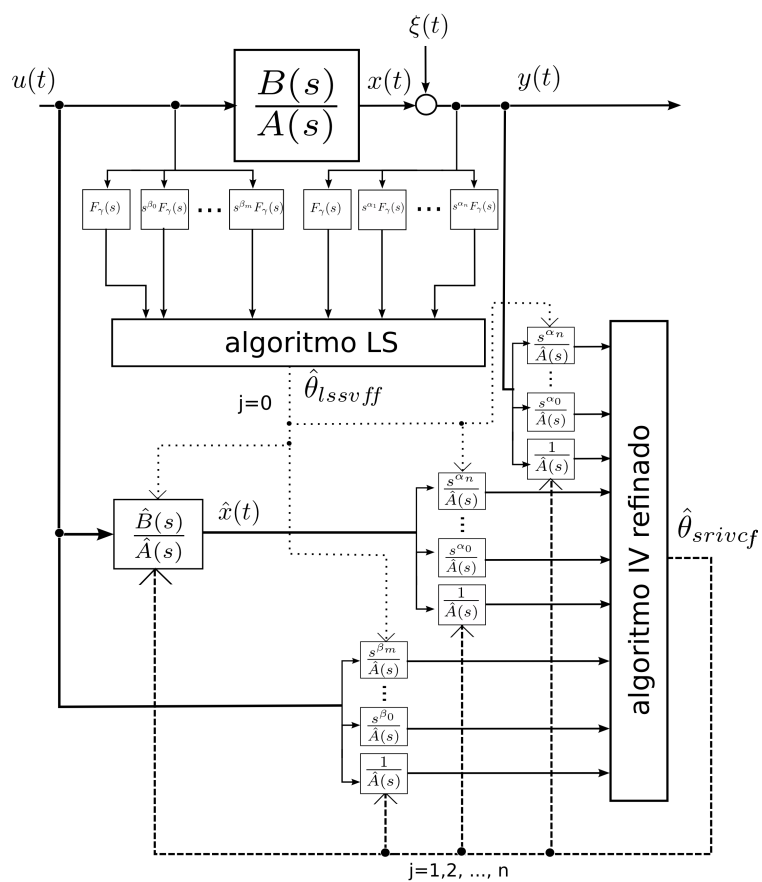 ξ(t)
u(t)
B(s)
A(s)
x(t)
y(t)
F_γ(s)
s^{β_0}F_γ(s)
...
s^{β_m}F_γ(s)
F_γ(s)
s^{α_1}F_γ(s)
...
s^{α_n}F_γ(s)
algoritmo LS
θ̂_{lssvff}
j=0
s^{α_n}
Â(s)
...
s^{α_0}
Â(s)
1
Â(s)
B̂(s)
Â(s)
x̂(t)
s^{α_n}
Â(s)
...
s^{α_0}
Â(s)
1
Â(s)
s^{β_m}
Â(s)
...
s^{β_0}
Â(s)
1
Â(s)
algoritmo IV refinado
θ̂_{srivcf}
j=1,2, ..., n